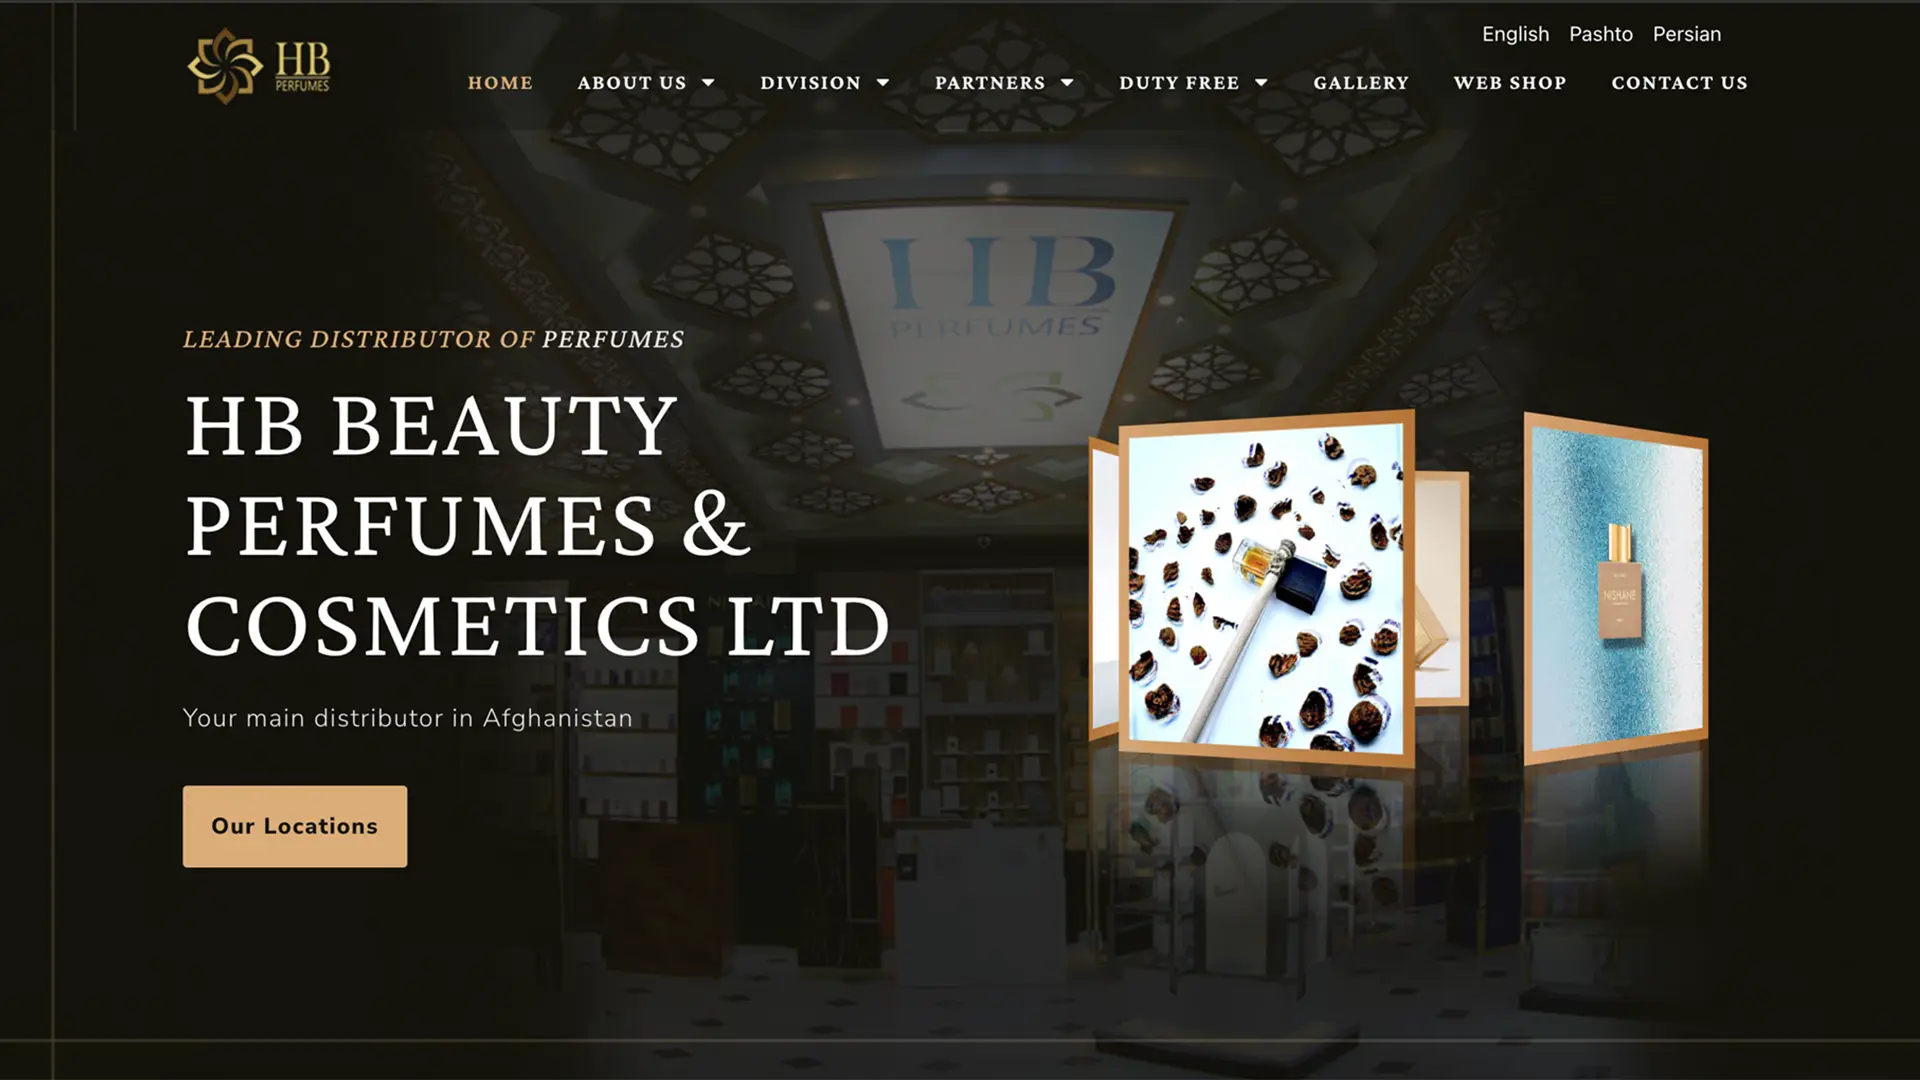 English Pashto Persian
HB
PERFUMES
HOME ABOUT US DIVISION PARTNERS DUTY FREE GALLERY WEB SHOP CONTACT US
HB
PERFUMES
LEADING DISTRIBUTOR OF PERFUMES
HB BEAUTY
PERFUMES &
COSMETICS LTD
NISHANE
Your main distributor in Afghanistan
Our Locations